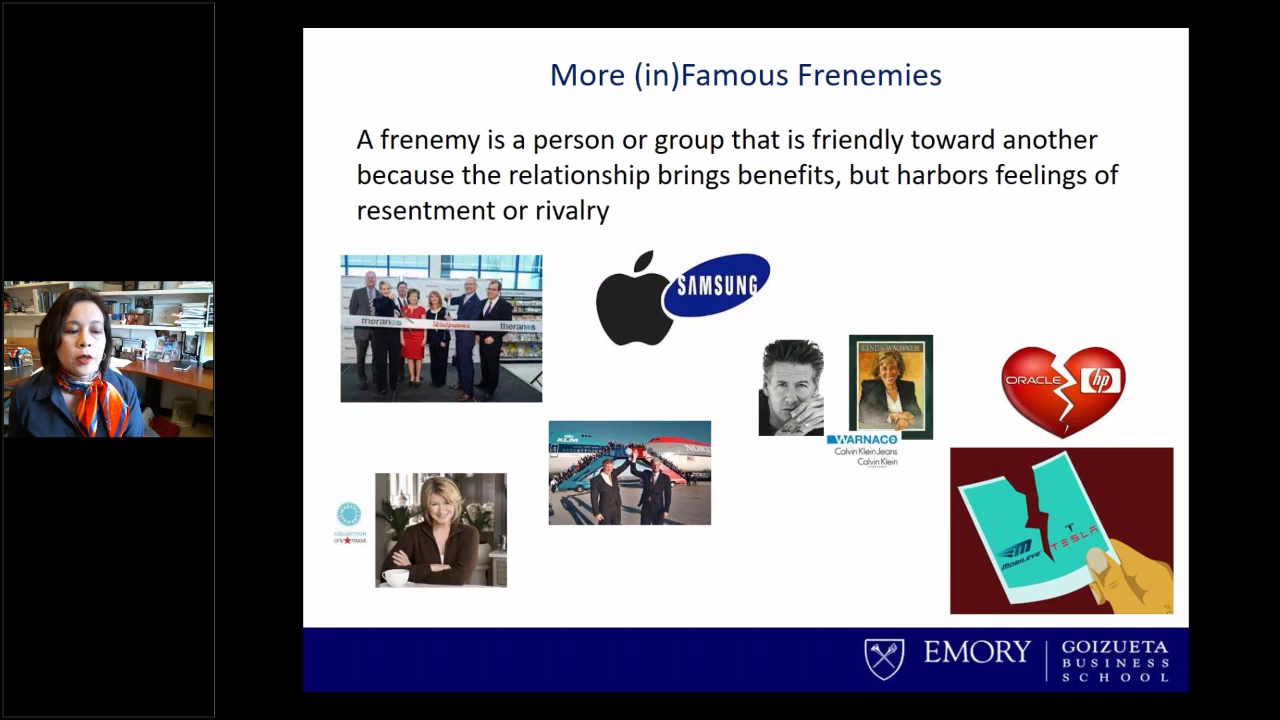 More (in)Famous Frenemies
A frenemy is a person or group that is friendly toward another
because the relationship brings benefits, but harbors feelings of
resentment or rivalry
theranos Walgreens theranos
SAMSUNG
LINDA WACHNER
WARNACO
Calvin Klein Jeans
Calvin Klein
ORACLE hp
KLM
COLLECTION
MOBILEYE
TESLA
EMORY
GOIZUETA
BUSINESS
SCHOOL